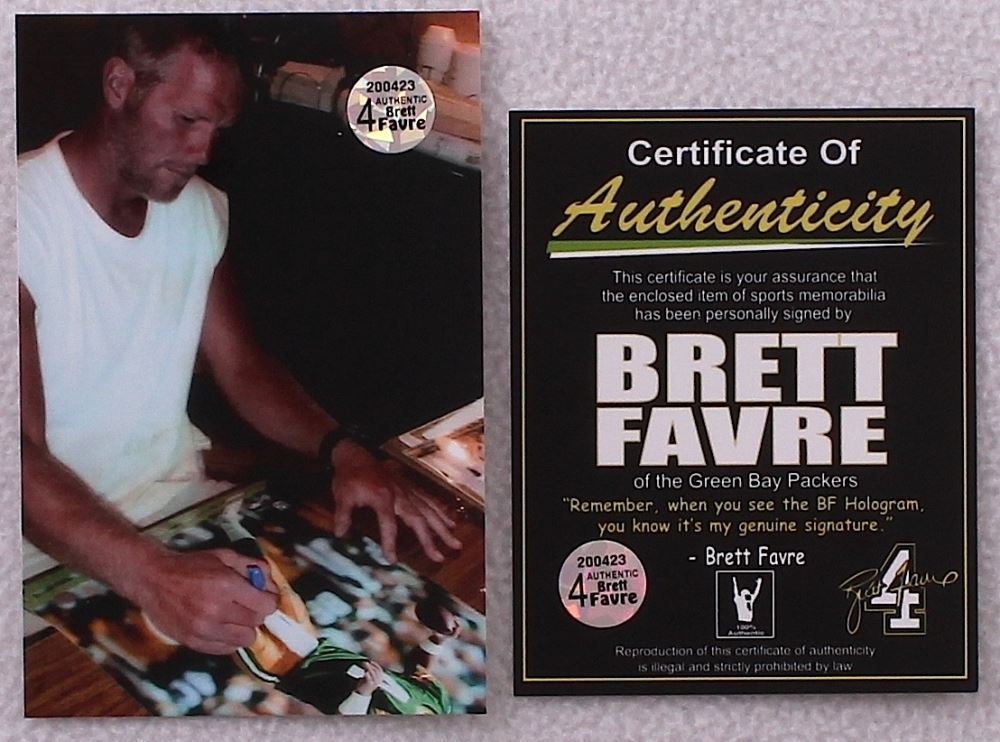 200423
4 AUTHENTIC
Brett
Favre
Certificate Of
Authenticity
This certificate is your assurance that
the enclosed item of sports memorabilia
has been personally signed by
BRETT
FAVRE
of the Green Bay Packers
“Remember, when you see the BF Hologram,
you know it's my genuine signature.”
- Brett Favre
200423
4 AUTHENTIC
Brett
Favre
100%
Authentic
Brett Favre
4
Reproduction of this certificate of authenticity
is illegal and strictly prohibited by law